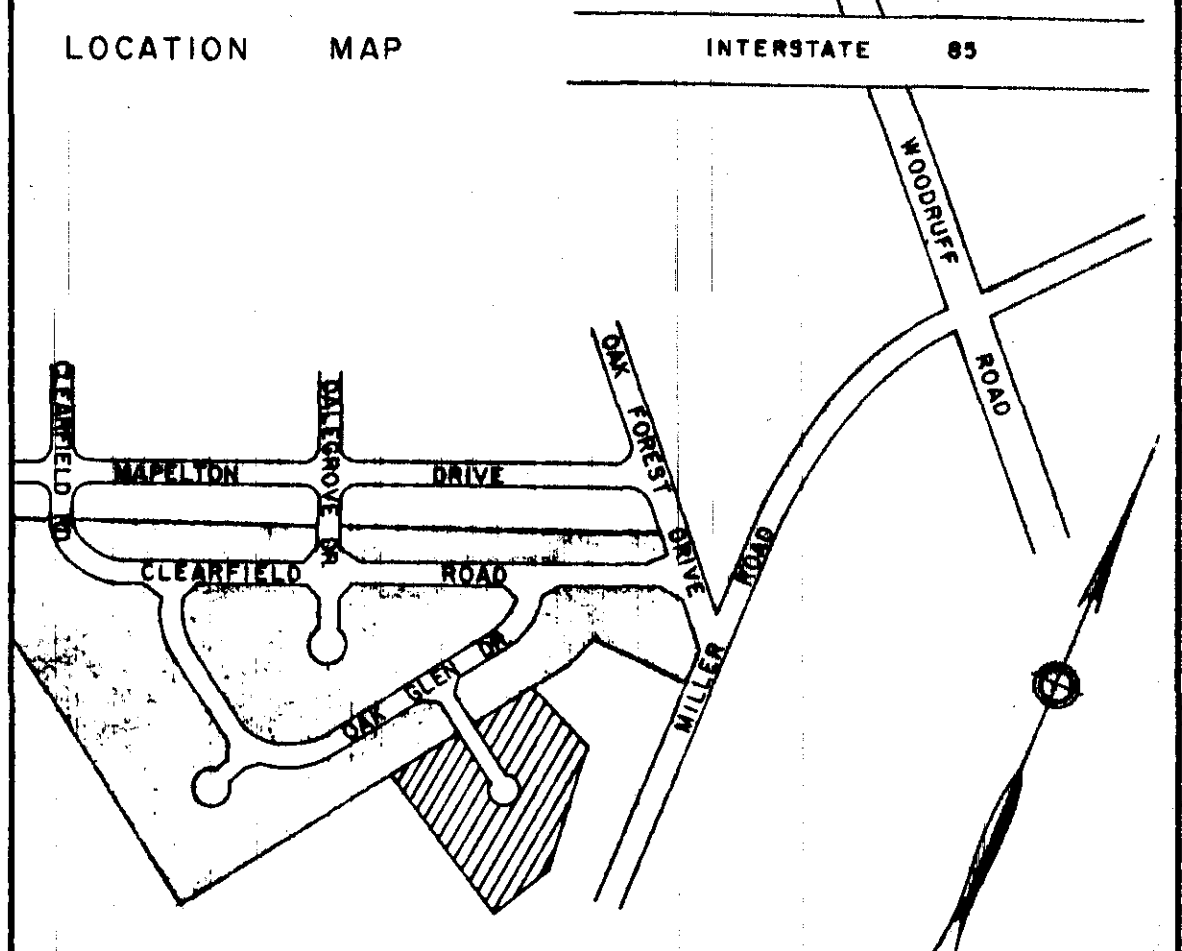 LOCATION MAP
INTERSTATE 85
WOODRUFF
ROAD
OAK FOREST DRIVE
CLEARFIELD RD
DALEGROVE DR
MAPELTON DRIVE
CLEARFIELD ROAD
MILLER ROAD
OAK GLEN DR.